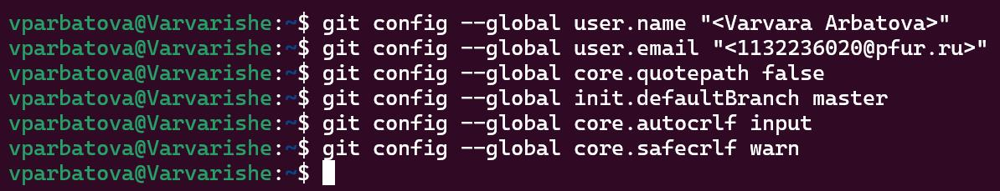 vparbatova@Varvarishe:~$ git config --global user.name "<Varvara Arbatova>"
vparbatova@Varvarishe:~$ git config --global user.email "<1132236020@pfur.ru>"
vparbatova@Varvarishe:~$ git config --global core.quotepath false
vparbatova@Varvarishe:~$ git config --global init.defaultBranch master
vparbatova@Varvarishe:~$ git config --global core.autocrlf input
vparbatova@Varvarishe:~$ git config --global core.safecrlf warn
vparbatova@Varvarishe:~$